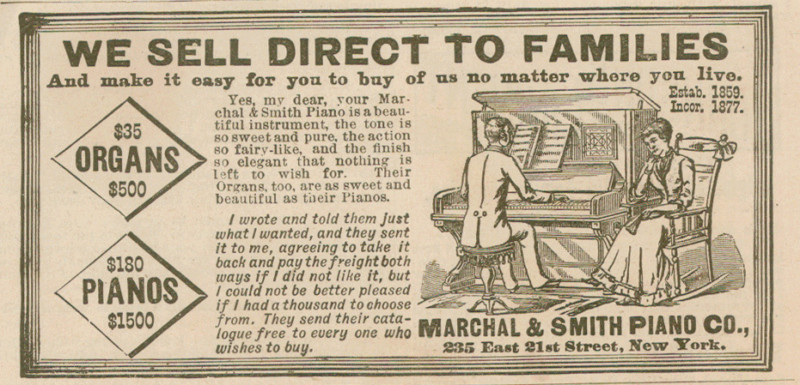 WE SELL DIRECT TO FAMILIES
And make it easy for you to buy of us no matter where you live.
$35
ORGANS
$500
$180
PIANOS
$1500
Yes, my dear, your Mar-
chal & Smith Piano is a beau-
tiful instrument, the tone is
so sweet and pure, the action
so fairy-like, and the finish
so elegant that nothing is
left to wish for. Their
Organs, too, are as sweet and
beautiful as their Pianos.
I wrote and told them just
what I wanted, and they sent
it to me, agreeing to take it
back and pay the freight both
ways if I did not like it, but
I could not be better pleased
if I had a thousand to choose
from. They send their cata-
logue free to every one who
wishes to buy.
Estab. 1859.
Incor. 1877.
MARCHAL & SMITH PIANO CO.,
235 East 21st Street, New York.